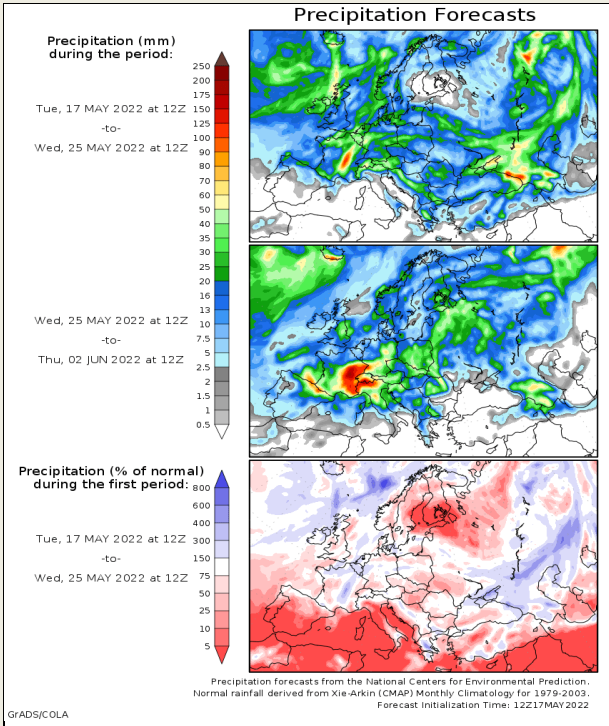 Precipitation Forecasts
Precipitation (mm)
during the period:
Tue, 17 MAY 2022 at 12Z
-to-
Wed, 25 MAY 2022 at 12Z
250
200
175
150
125
100
90
80
70
60
50
40
35
30
25
20
16
13
10
7.5
5
2.5
2
1.5
1
0.5
Wed, 25 MAY 2022 at 12Z
-to-
Thu, 02 JUN 2022 at 12Z
Precipitation (% of normal)
during the first period:
Tue, 17 MAY 2022 at 12Z
-to-
Wed, 25 MAY 2022 at 12Z
800
600
400
300
150
75
50
25
10
5
Precipitation forecasts from the National Centers for Environmental Prediction.
Normal rainfall derived from Xie-Arkin (CMAP) Monthly Climatology for 1979-2003.
Forecast Initialization Time: 12Z17MAY2022
GrADS/COLA